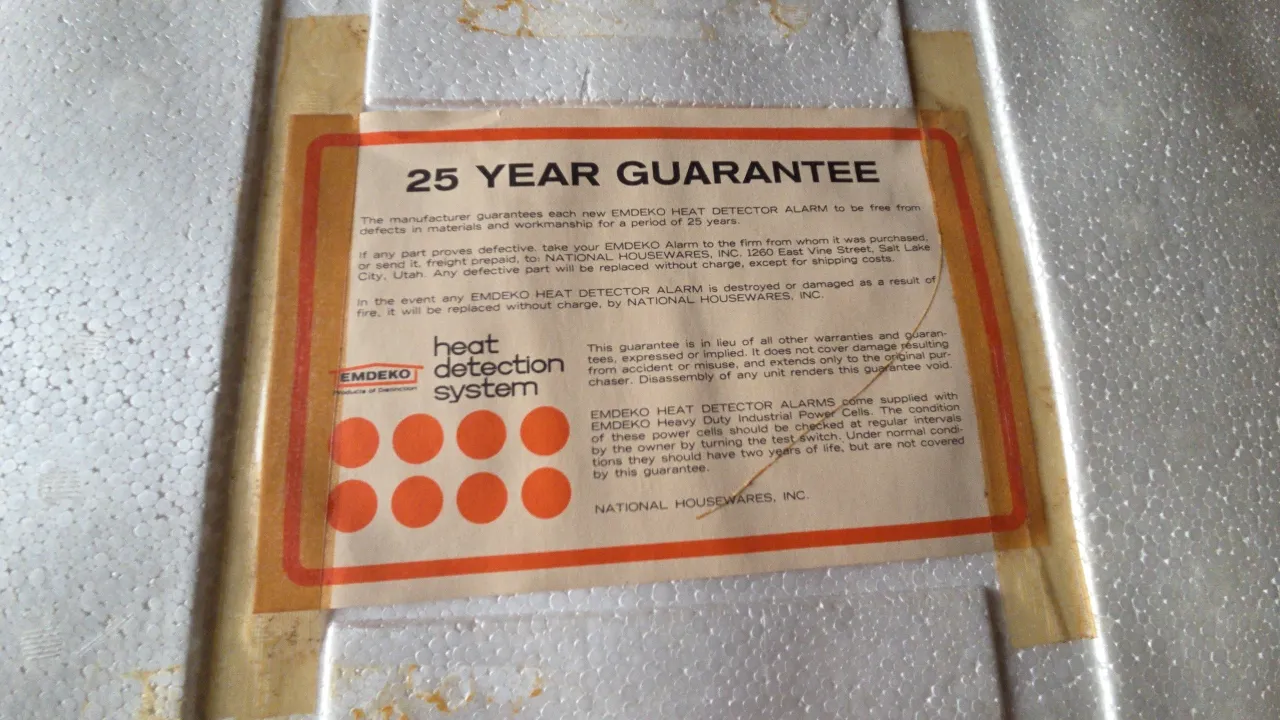 25 YEAR GUARANTEE
The manufacturer guarantees each new EMDEKO HEAT DETECTOR ALARM to be free from
defects in materials and workmanship for a period of 25 years.
If any part proves defective, take your EMDEKO Alarm to the firm from whom it was purchased,
or send it, freight prepaid, to: NATIONAL HOUSEWARES, INC. 1260 East Vine Street, Salt Lake
City, Utah. Any defective part will be replaced without charge, except for shipping costs.
In the event any EMDEKO HEAT DETECTOR ALARM is destroyed or damaged as a result of
fire, it will be replaced without charge, by NATIONAL HOUSEWARES, INC.
EMDEKO
Products of Distinction
heat
detection
system
This guarantee is in lieu of all other warranties and guaran-
tees, expressed or implied. It does not cover damage resulting
from accident or misuse, and extends only to the original pur-
chaser. Disassembly of any unit renders this guarantee void.
EMDEKO HEAT DETECTOR ALARMS come supplied with
EMDEKO Heavy Duty Industrial Power Cells. The condition
of these power cells should be checked at regular intervals
by the owner by turning the test switch. Under normal condi-
tions they should have two years of life, but are not covered
by this guarantee.
NATIONAL HOUSEWARES, INC.